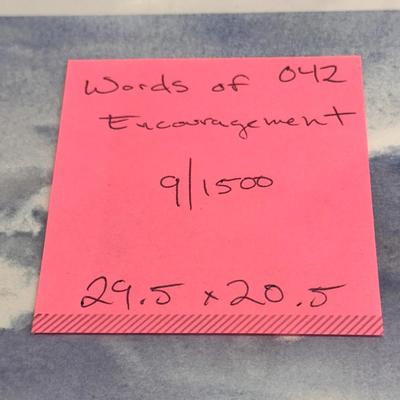 Words of 042
Encouragement
9/1500
29.5 x 20.5